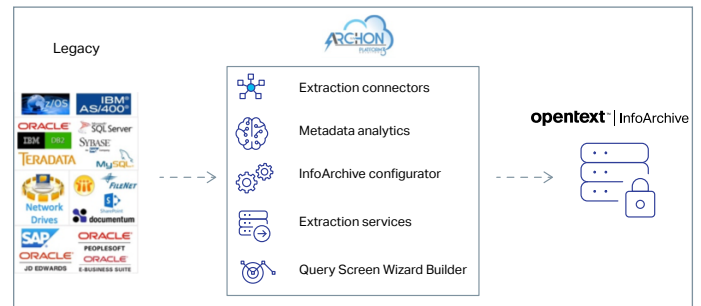 Legacy
ARCHON
PLATFORM
z/OS
IBM
AS/400
ORACLE
SQL Server
IBM DB2
SYBASE
TERADATA
MySQL
Network
Drives
FILENET
SharePoint
documentum
SAP
ORACLE
PEOPLESOFT
ORACLE
JD EDWARDS
ORACLE
E-BUSINESS SUITE
Extraction connectors
Metadata analytics
InfoArchive configurator
Extraction services
Query Screen Wizard Builder
opentext™ | InfoArchive